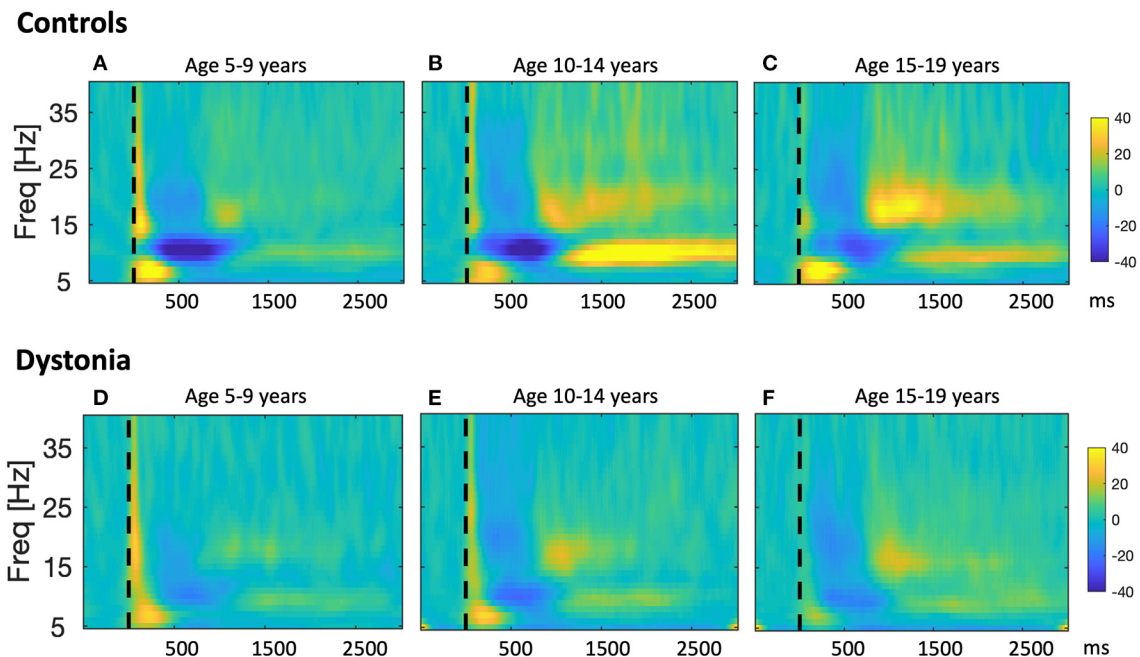 Controls
A Age 5-9 years
B Age 10-14 years
C Age 15-19 years
Freq [Hz]
35
25
15
5
500 1500 2500
500 1500 2500
500 1500 2500 ms
40
20
0
-20
-40
Dystonia
D Age 5-9 years
E Age 10-14 years
F Age 15-19 years
Freq [Hz]
35
25
15
5
500 1500 2500
500 1500 2500
500 1500 2500 ms
40
20
0
-20
-40